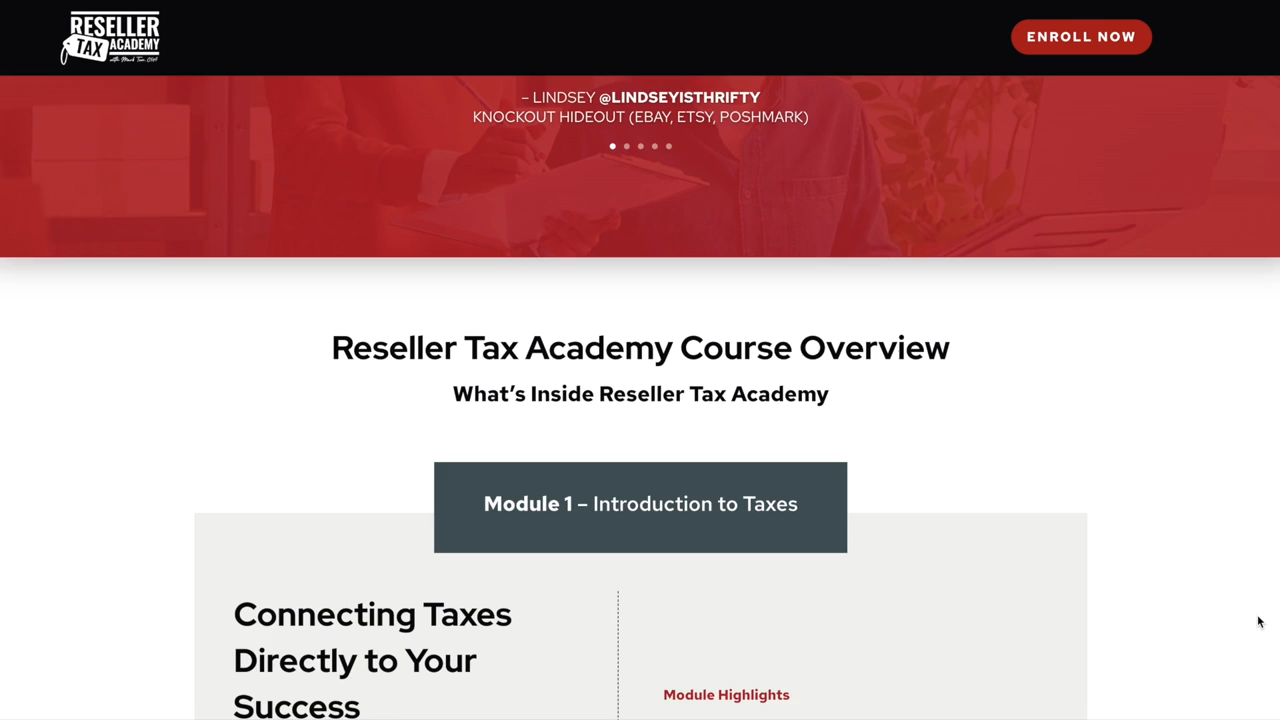 RESELLER
TAX ACADEMY
ENROLL NOW
– LINDSEY @LINDSEYISTHRIFTY
KNOCKOUT HIDEOUT (EBAY, ETSY, POSHMARK)
Reseller Tax Academy Course Overview
What’s Inside Reseller Tax Academy
Module 1 – Introduction to Taxes
Connecting Taxes
Directly to Your
Success
Module Highlights